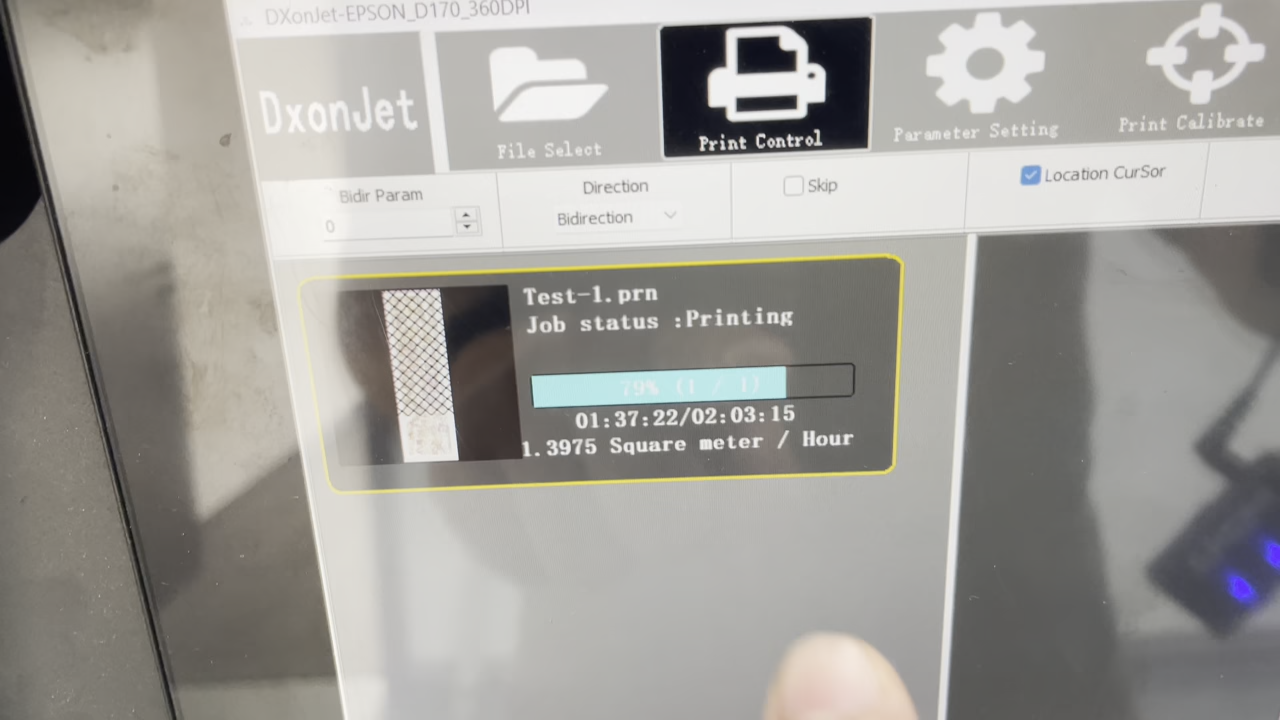 DXonJet-EPSON_D170_360DPI
DxonJet
File Select
Print Control
Parameter Setting
Print Calibrate
Bidir Param
0
Direction
Bidirection
Skip
Location CurSor
Test-1.prn
Job status :Printing
79% (1 / 1)
01:37:22/02:03:15
1.3975 Square meter / Hour